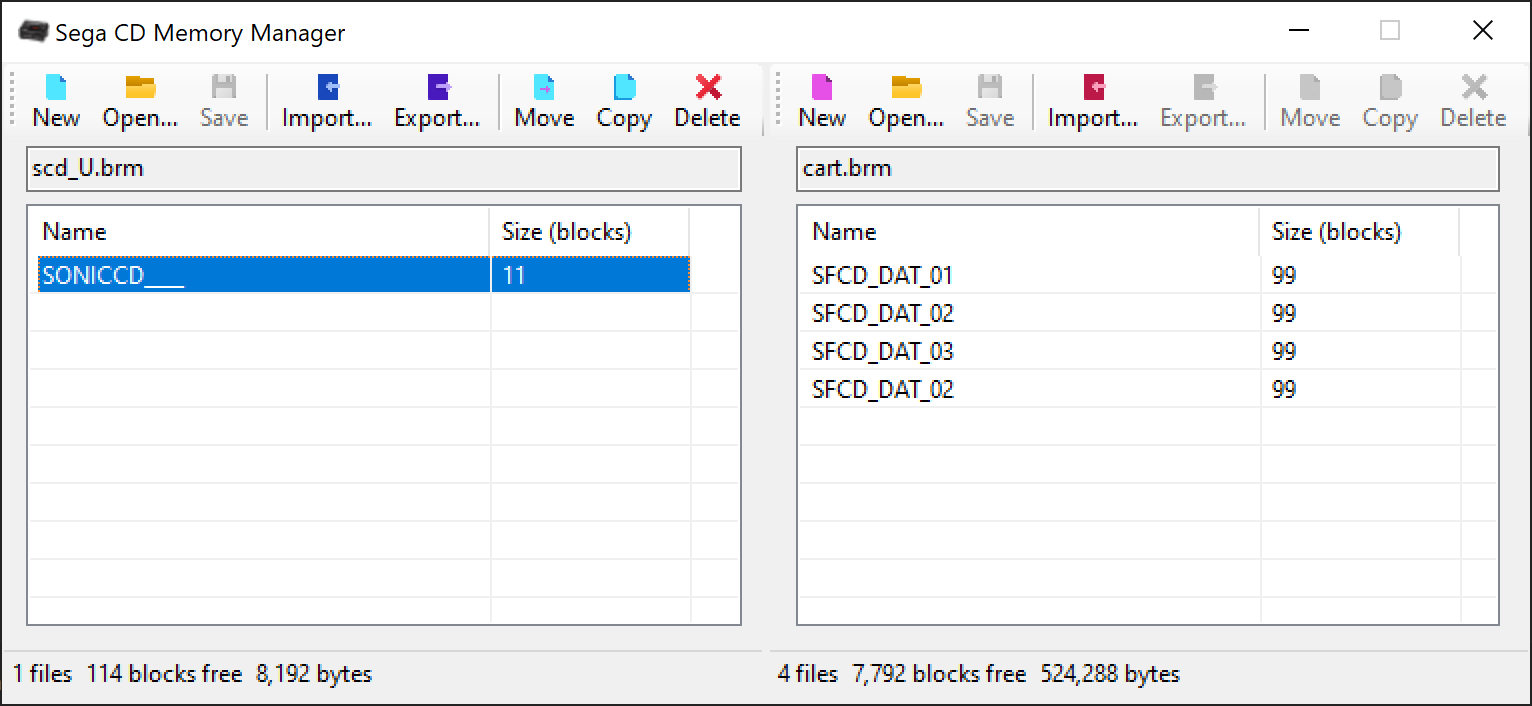 Sega CD Memory Manager
New Open... Save Import... Export... Move Copy Delete
New Open... Save Import... Export... Move Copy Delete
scd_U.brm
cart.brm
Name Size (blocks)
SONICCD____ 11
Name Size (blocks)
SFCD_DAT_01 99
SFCD_DAT_02 99
SFCD_DAT_03 99
SFCD_DAT_02 99
1 files 114 blocks free 8,192 bytes
4 files 7,792 blocks free 524,288 bytes